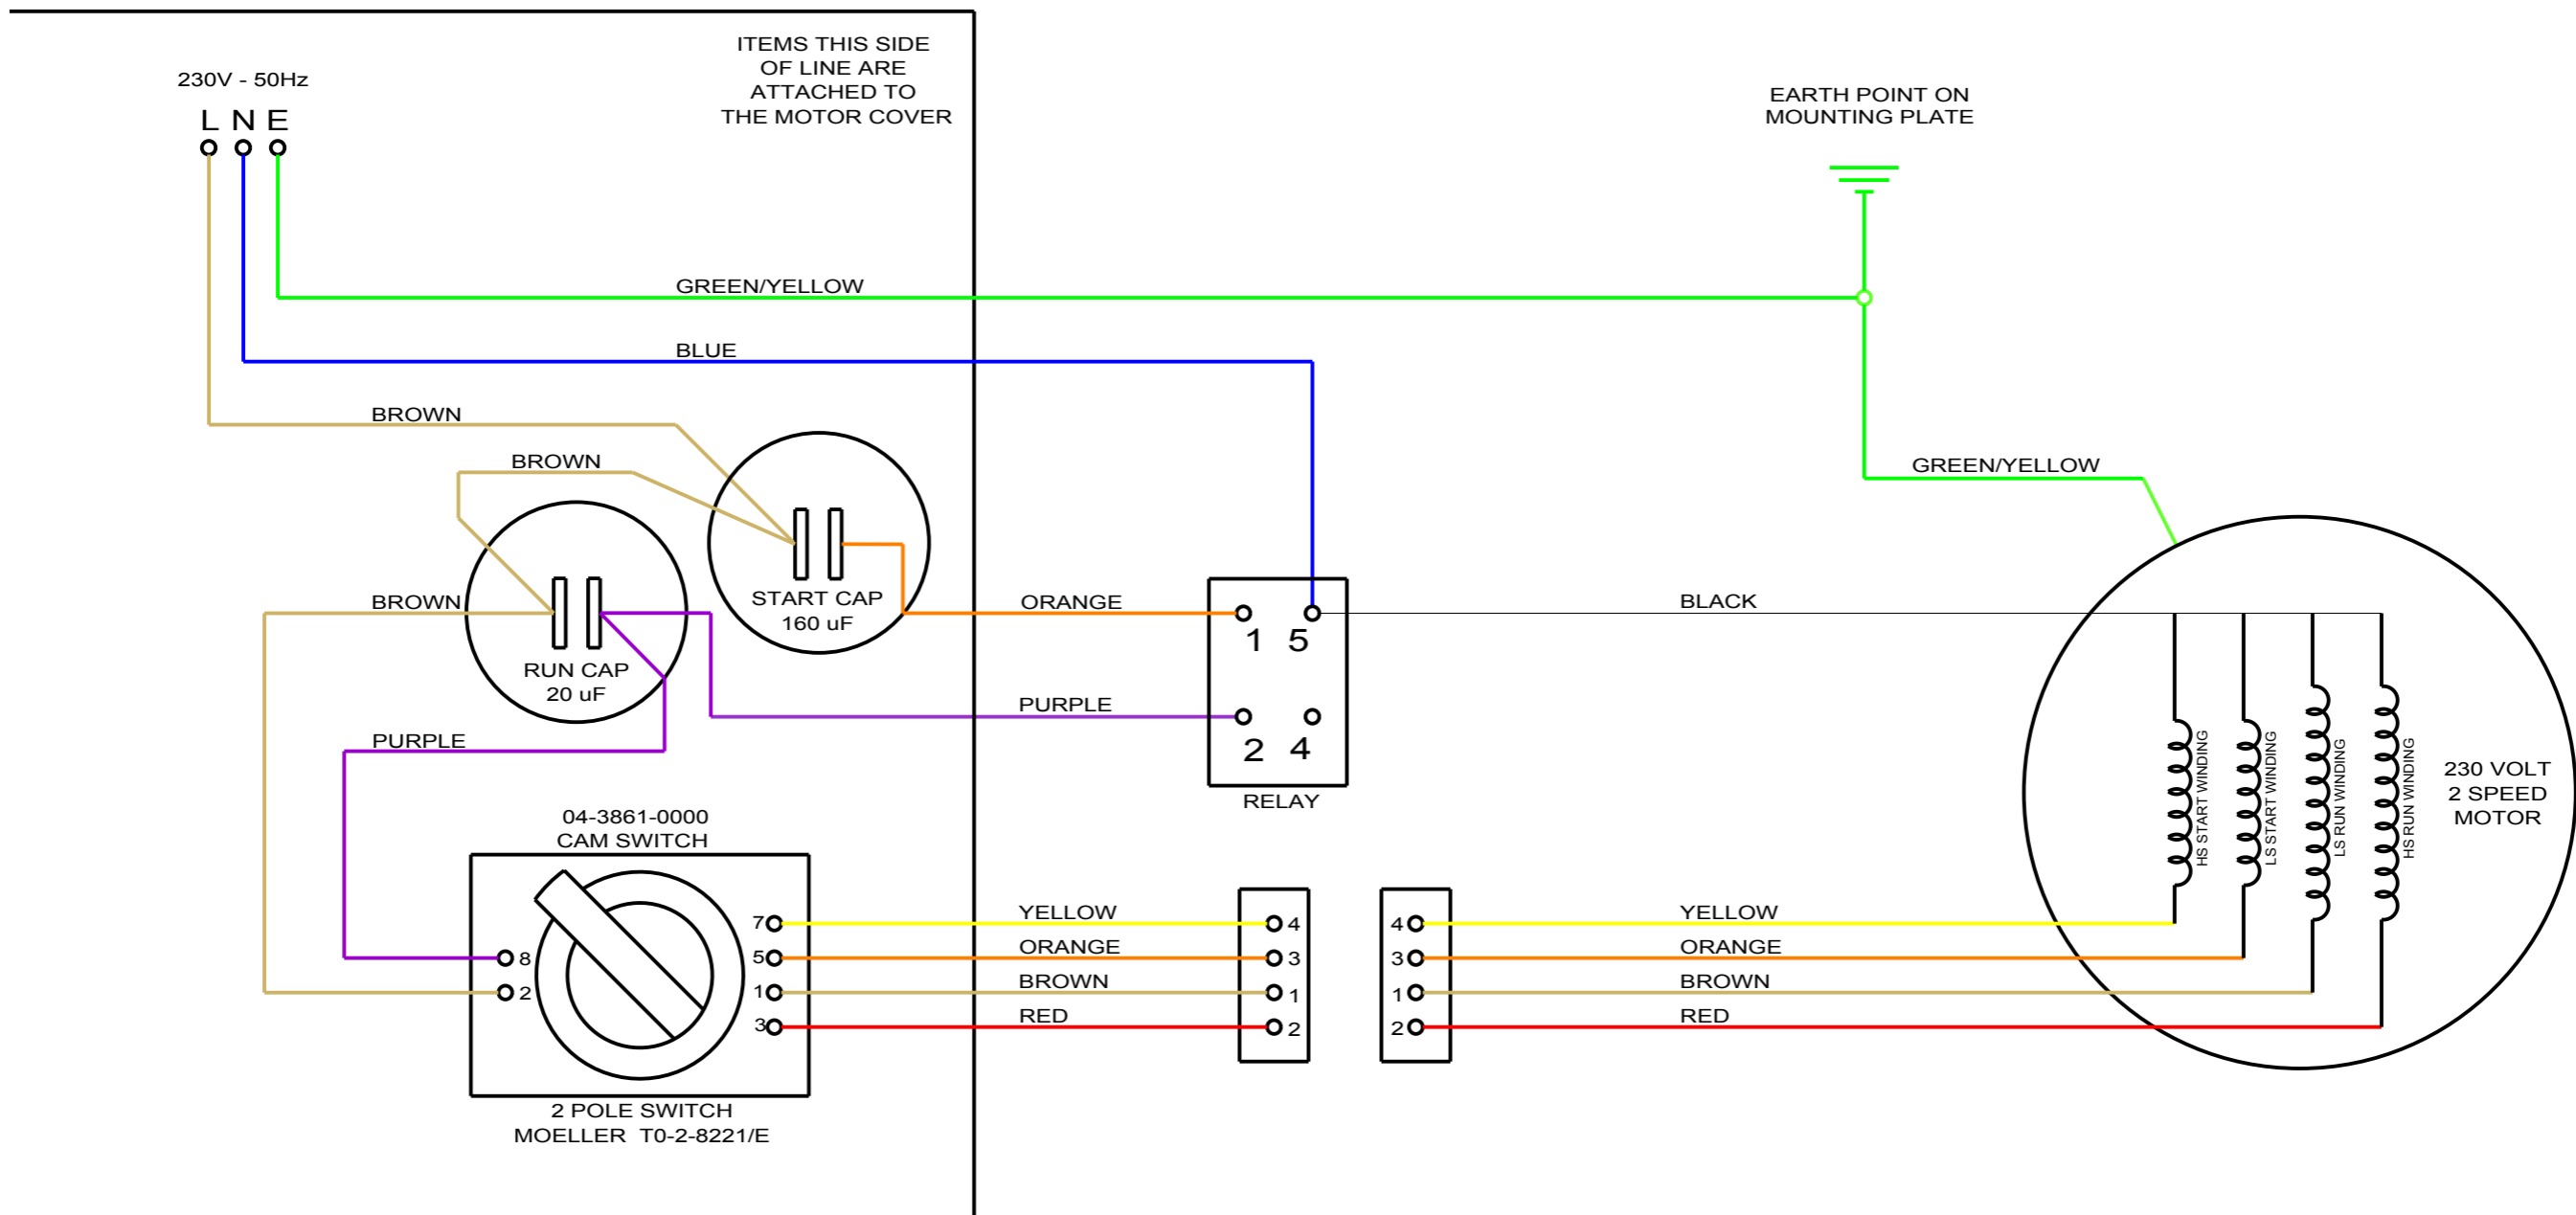 ITEMS THIS SIDE
OF LINE ARE
ATTACHED TO
THE MOTOR COVER
230V - 50Hz
L N E
EARTH POINT ON
MOUNTING PLATE
GREEN/YELLOW
BLUE
BROWN
BROWN
GREEN/YELLOW
BROWN
START CAP
160 uF
ORANGE
BLACK
1 5
RUN CAP
20 uF
PURPLE
2 4
RELAY
PURPLE
04-3861-0000
CAM SWITCH
HS START WINDING
LS START WINDING
LS RUN WINDING
HS RUN WINDING
230 VOLT
2 SPEED
MOTOR
7 YELLOW 4 4 YELLOW
8 5 ORANGE 3 3 ORANGE
2 1 BROWN 1 1 BROWN
3 RED 2 2 RED
2 POLE SWITCH
MOELLER T0-2-8221/E